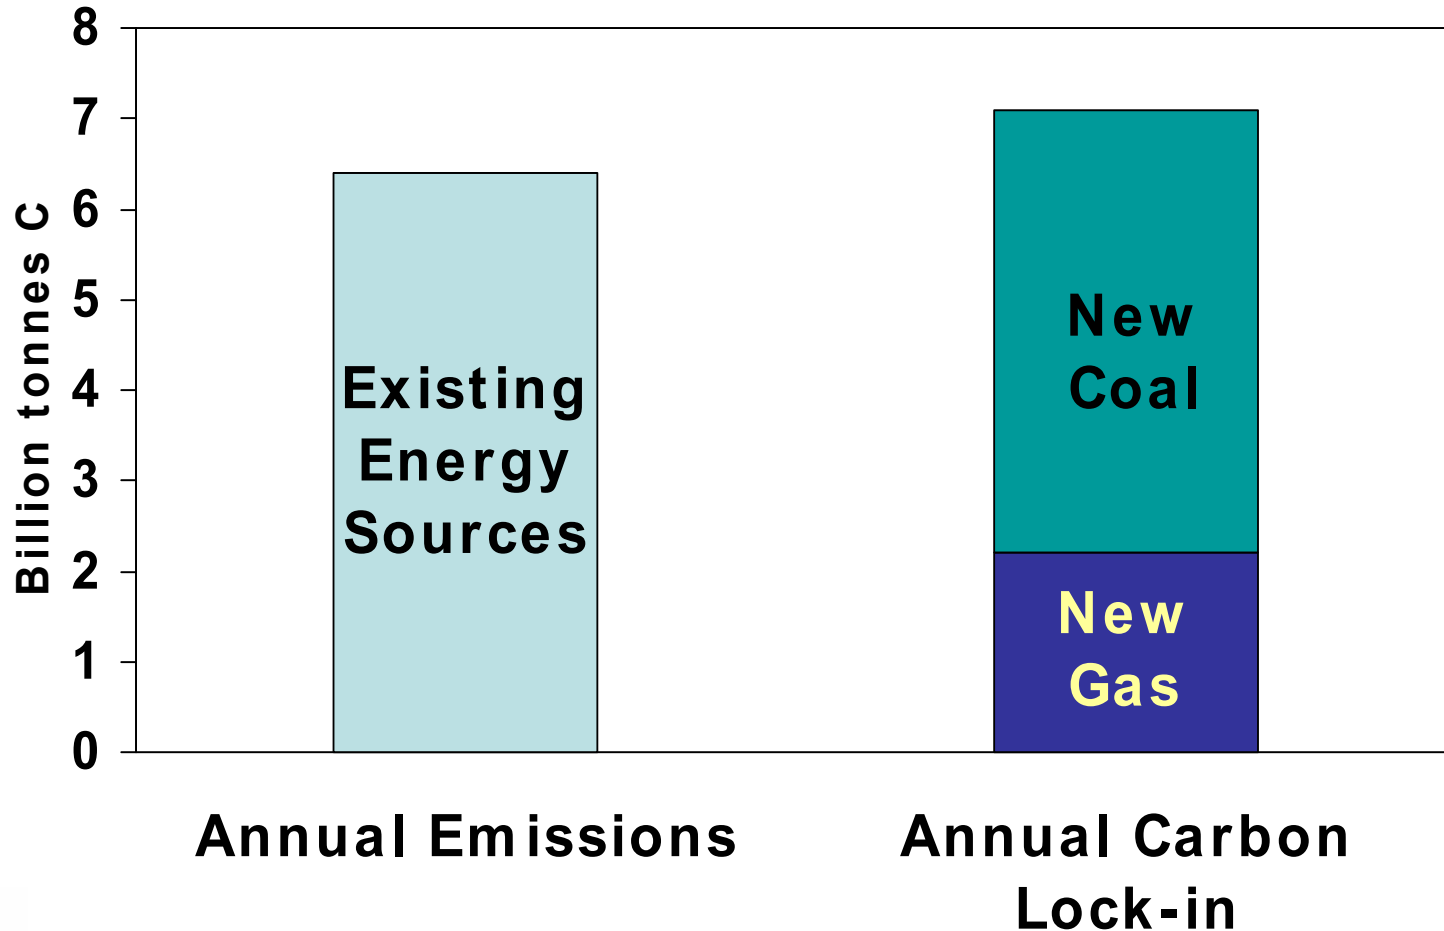 8
7
6
5
4
3
2
1
0
Billion tonnes C
Existing
Energy
Sources
New
Coal
New
Gas
Annual Emissions
Annual Carbon
Lock-in